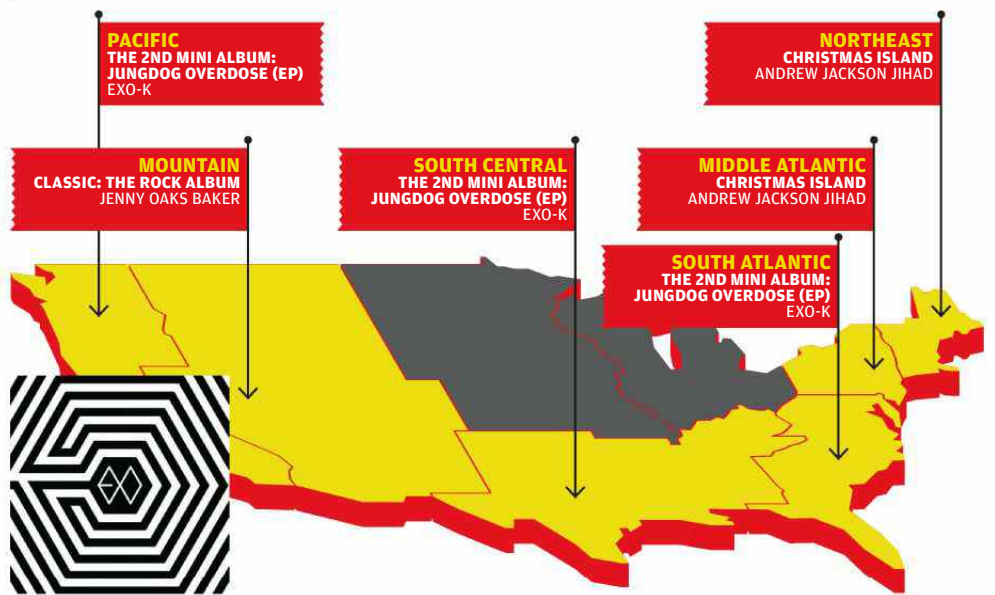 PACIFIC
THE 2ND MINI ALBUM:
JUNGDOG OVERDOSE (EP)
EXO-K
NORTHEAST
CHRISTMAS ISLAND
ANDREW JACKSON JIHAD
MOUNTAIN
CLASSIC: THE ROCK ALBUM
JENNY OAKS BAKER
SOUTH CENTRAL
THE 2ND MINI ALBUM:
JUNGDOG OVERDOSE (EP)
EXO-K
MIDDLE ATLANTIC
CHRISTMAS ISLAND
ANDREW JACKSON JIHAD
SOUTH ATLANTIC
THE 2ND MINI ALBUM:
JUNGDOG OVERDOSE (EP)
EXO-K
EXO